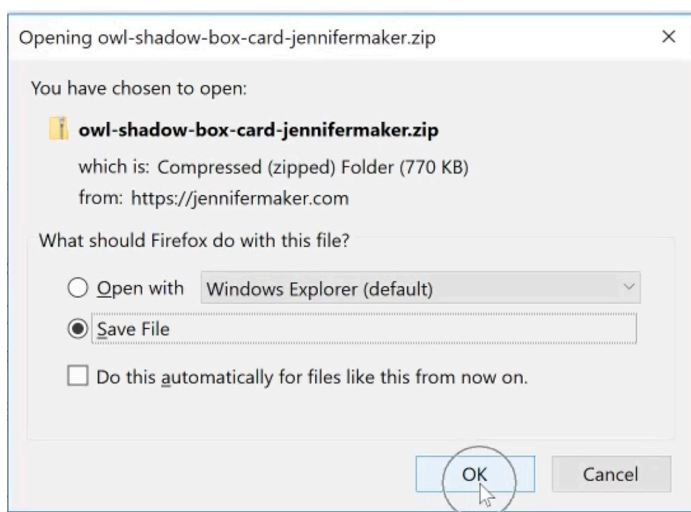 Opening owl-shadow-box-card-jennifermaker.zip
You have chosen to open:
owl-shadow-box-card-jennifermaker.zip
which is: Compressed (zipped) Folder (770 KB)
from: https://jennifermaker.com
What should Firefox do with this file?
Open with Windows Explorer (default)
Save File
Do this automatically for files like this from now on.
OK Cancel